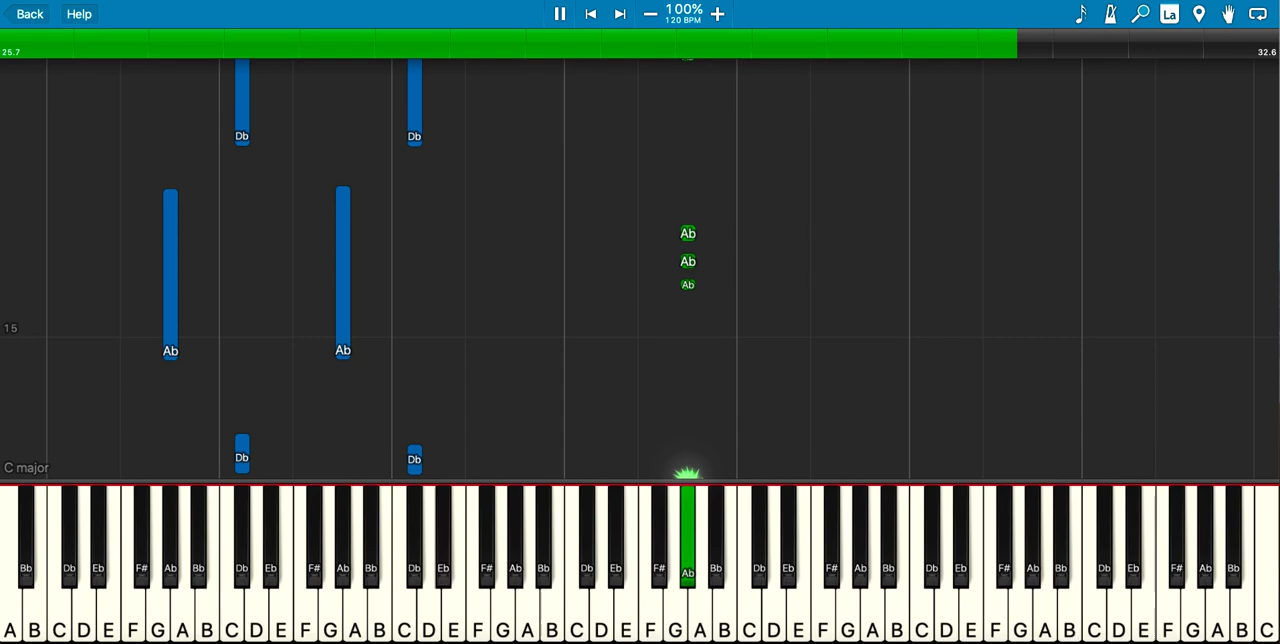 Back Help 100%
120 BPM La
25.7 32.6
Db Db
Ab
Ab
Ab
15
Ab Ab
Db Db
C major
Bb Db Eb F# Ab Bb Db Eb F# Ab Bb Db Eb F# Ab Bb Db Eb F# Ab Bb Db Eb F# Ab Bb Db Eb F# Ab Bb Db Eb F# Ab Bb
A B C D E F G A B C D E F G A B C D E F G A B C D E F G A B C D E F G A B C D E F G A B C D E F G A B C